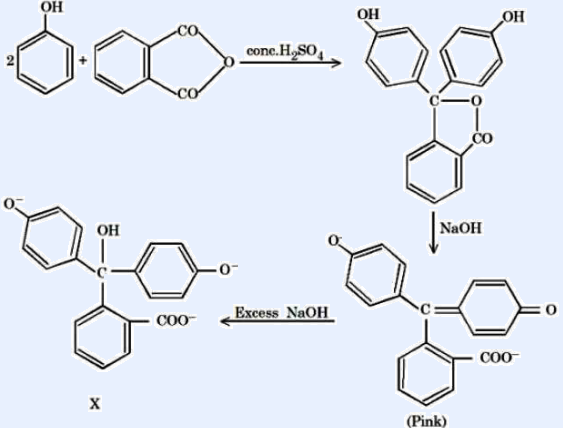 OH
2
+
CO
O
CO
conc.H₂SO₄
OH
OH
C
O
CO
NaOH
O⁻
OH
C
O⁻
COO⁻
X
Excess NaOH
O⁻
C
O
COO⁻
(Pink)